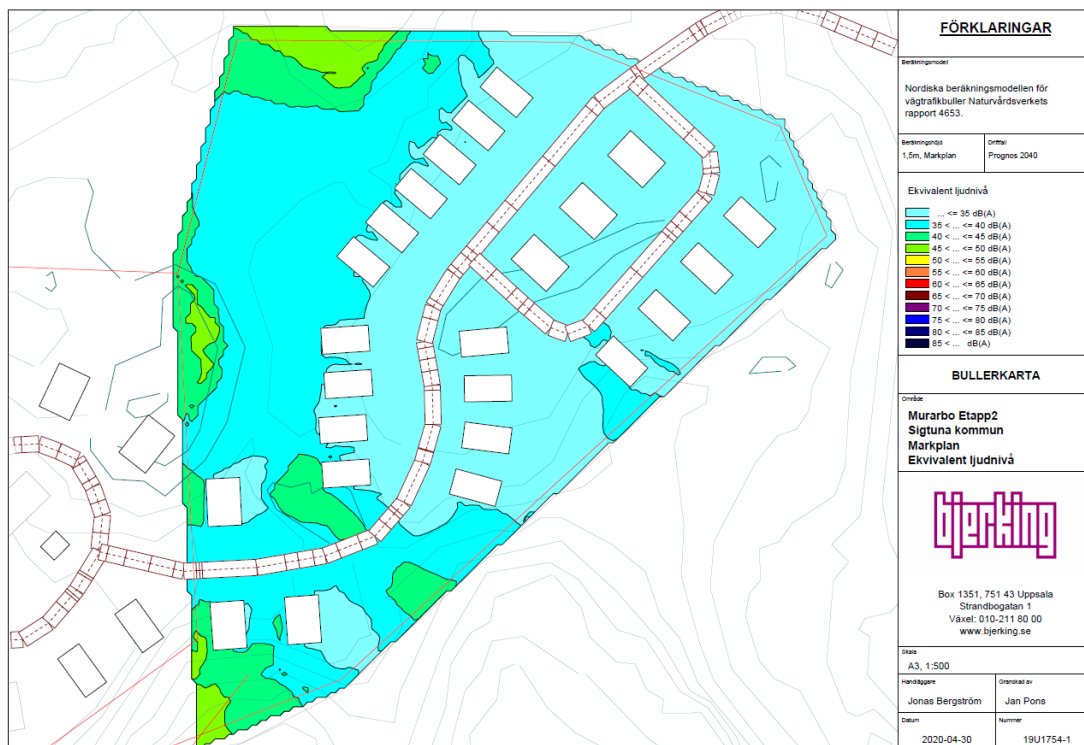 FÖRKLARINGAR
Beräkningsmodell
Nordiska beräkningsmodellen för
vägtrafikbuller Naturvårdsverkets
rapport 4653.
Beräkningshöjd
1,5m, Markplan
Driftfall
Prognos 2040
Ekvivalent ljudnivå
... <= 35 dB(A)
35 < ... <= 40 dB(A)
40 < ... <= 45 dB(A)
45 < ... <= 50 dB(A)
50 < ... <= 55 dB(A)
55 < ... <= 60 dB(A)
60 < ... <= 65 dB(A)
65 < ... <= 70 dB(A)
70 < ... <= 75 dB(A)
75 < ... <= 80 dB(A)
80 < ... <= 85 dB(A)
85 < ... dB(A)
BULLERKARTA
Område
Murarbo Etapp2
Sigtuna kommun
Markplan
Ekvivalent ljudnivå
bjerking
Box 1351, 751 43 Uppsala
Strandbogatan 1
Växel: 010-211 80 00
www.bjerking.se
Skala
A3, 1:500
Handläggare
Jonas Bergström
Granskad av
Jan Pons
Datum
2020-04-30
Nummer
19U1754-1